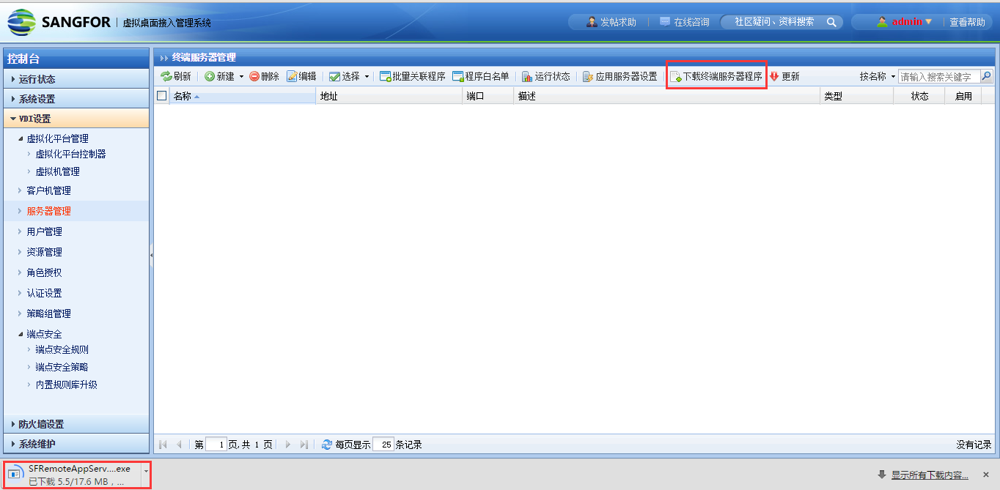 SANGFOR 虚拟桌面接入管理系统 发帖求助 在线咨询 社区疑问、资料搜索 admin 查看帮助
控制台
运行状态
系统设置
VDI设置
虚拟化平台管理
虚拟化平台控制器
虚拟机管理
客户机管理
服务器管理
用户管理
资源管理
角色授权
认证设置
策略组管理
端点安全
端点安全规则
端点安全策略
内置规则库升级
防火墙设置
系统维护
终端服务器管理
刷新 新建 删除 编辑 选择 批量关联程序 程序白名单 运行状态 应用服务器设置 下载终端服务器程序 更新 按名称 请输入搜索关键字
名称 地址 端口 描述 类型 状态 启用
第 1 页,共 1 页 每页显示 25 条记录 没有记录
SFRemoteAppServ....exe
已下载 5.5/17.6 MB，...
显示所有下载内容...